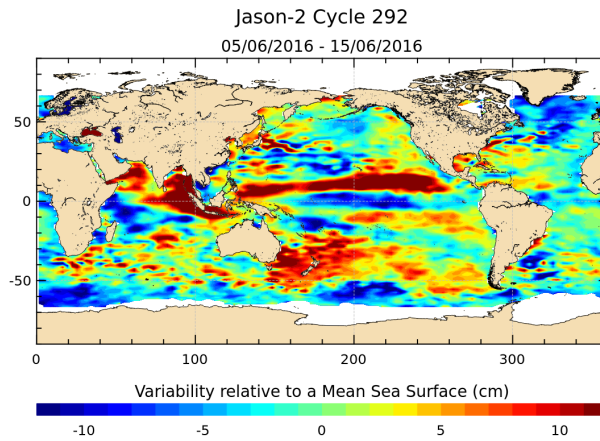 Jason-2 Cycle 292
05/06/2016 - 15/06/2016
50
0
-50
0 100 200 300
Variability relative to a Mean Sea Surface (cm)
-10 -5 0 5 10